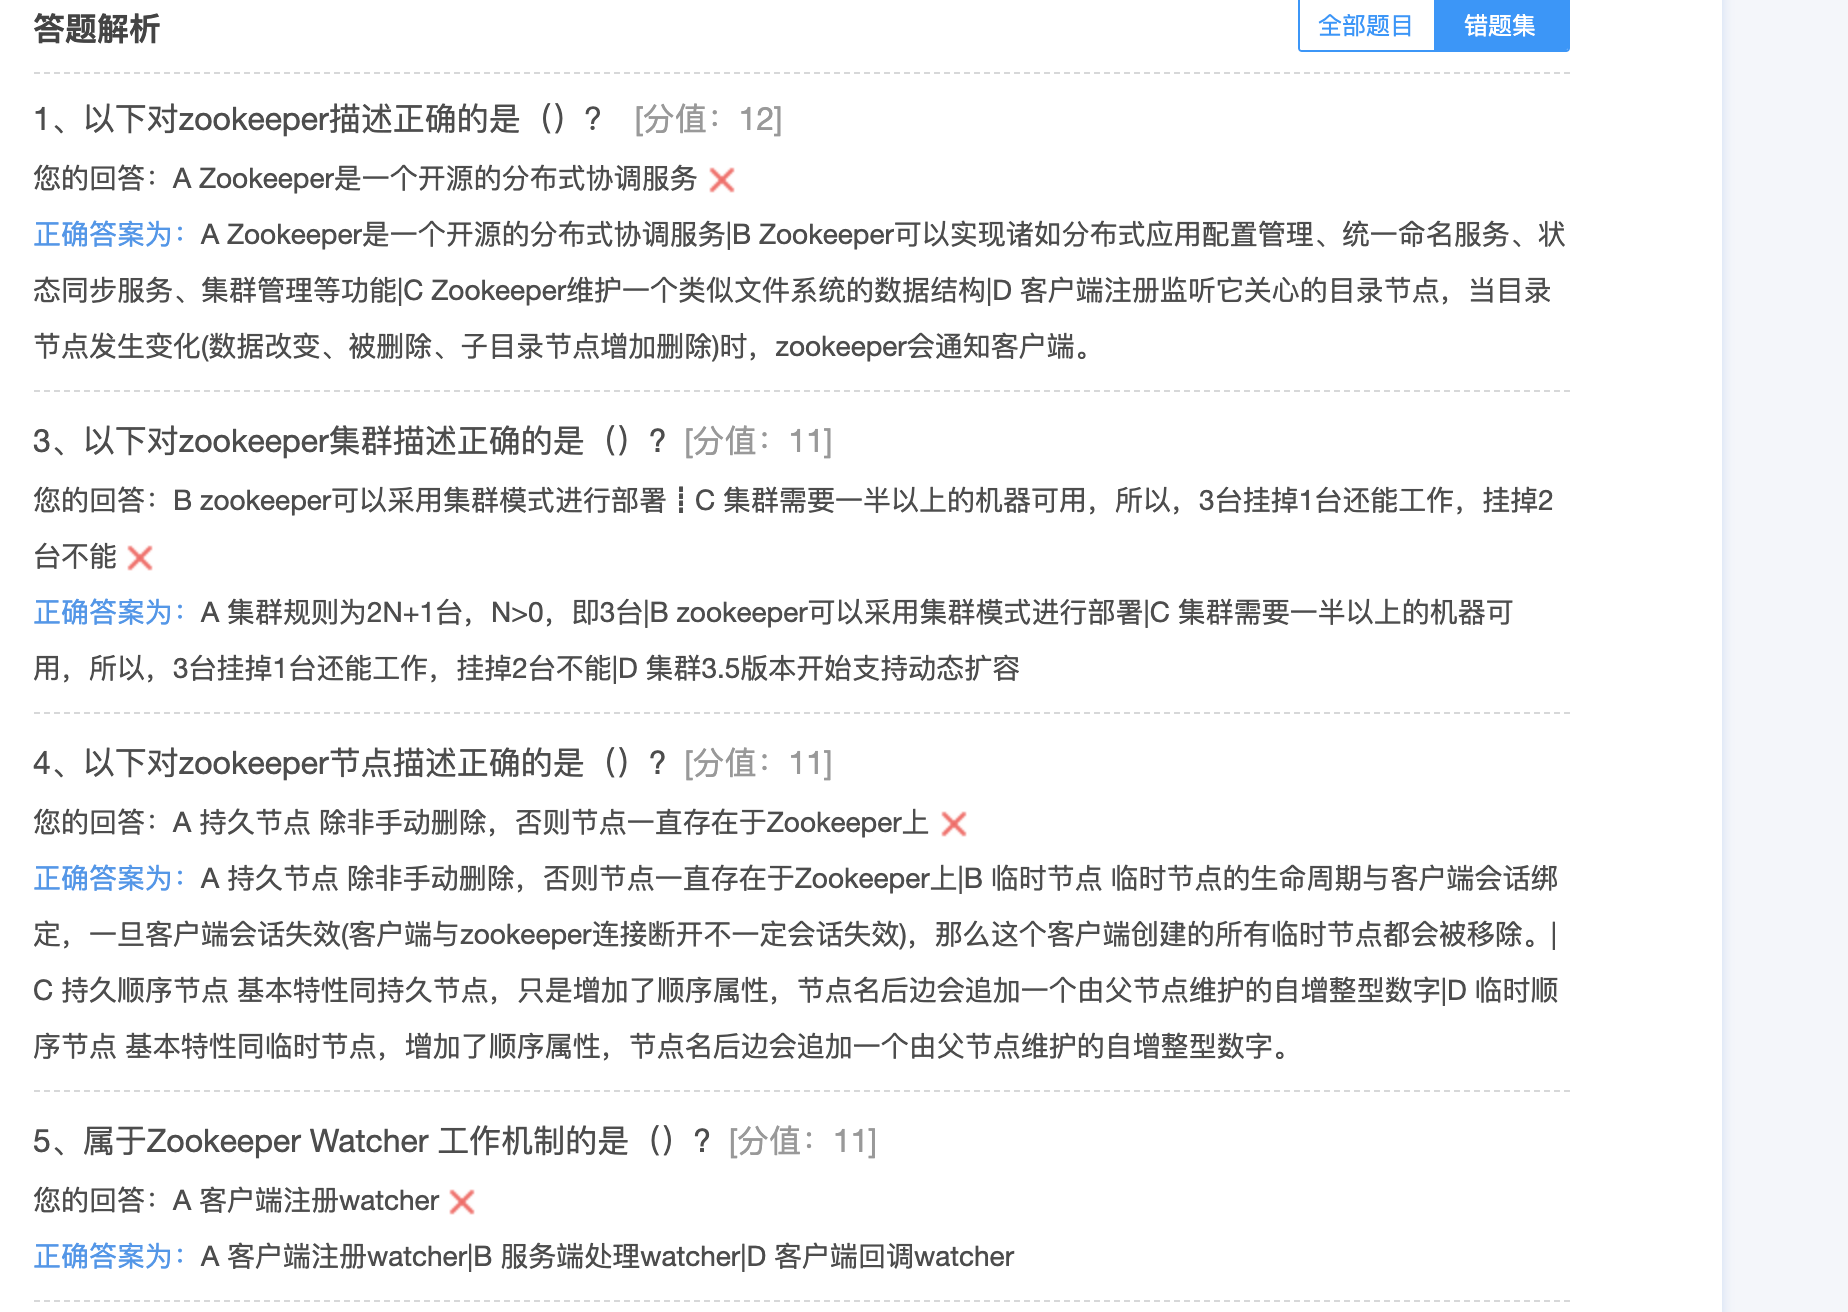 答题解析
全部题目 错题集
1、以下对zookeeper描述正确的是（）？ [分值：12]
您的回答：A Zookeeper是一个开源的分布式协调服务 ❌
正确答案为：A Zookeeper是一个开源的分布式协调服务|B Zookeeper可以实现诸如分布式应用配置管理、统一命名服务、状
态同步服务、集群管理等功能|C Zookeeper维护一个类似文件系统的数据结构|D 客户端注册监听它关心的目录节点，当目录
节点发生变化(数据改变、被删除、子目录节点增加删除)时，zookeeper会通知客户端。
3、以下对zookeeper集群描述正确的是（）？ [分值：11]
您的回答：B zookeeper可以采用集群模式进行部署┋C 集群需要一半以上的机器可用，所以，3台挂掉1台还能工作，挂掉2
台不能 ❌
正确答案为：A 集群规则为2N+1台，N>0，即3台|B zookeeper可以采用集群模式进行部署|C 集群需要一半以上的机器可
用，所以，3台挂掉1台还能工作，挂掉2台不能|D 集群3.5版本开始支持动态扩容
4、以下对zookeeper节点描述正确的是（）？ [分值：11]
您的回答：A 持久节点 除非手动删除，否则节点一直存在于Zookeeper上 ❌
正确答案为：A 持久节点 除非手动删除，否则节点一直存在于Zookeeper上|B 临时节点 临时节点的生命周期与客户端会话绑
定，一旦客户端会话失效(客户端与zookeeper连接断开不一定会话失效)，那么这个客户端创建的所有临时节点都会被移除。|
C 持久顺序节点 基本特性同持久节点，只是增加了顺序属性，节点名后边会追加一个由父节点维护的自增整型数字|D 临时顺
序节点 基本特性同临时节点，增加了顺序属性，节点名后边会追加一个由父节点维护的自增整型数字。
5、属于Zookeeper Watcher 工作机制的是（）？ [分值：11]
您的回答：A 客户端注册watcher ❌
正确答案为：A 客户端注册watcher|B 服务端处理watcher|D 客户端回调watcher